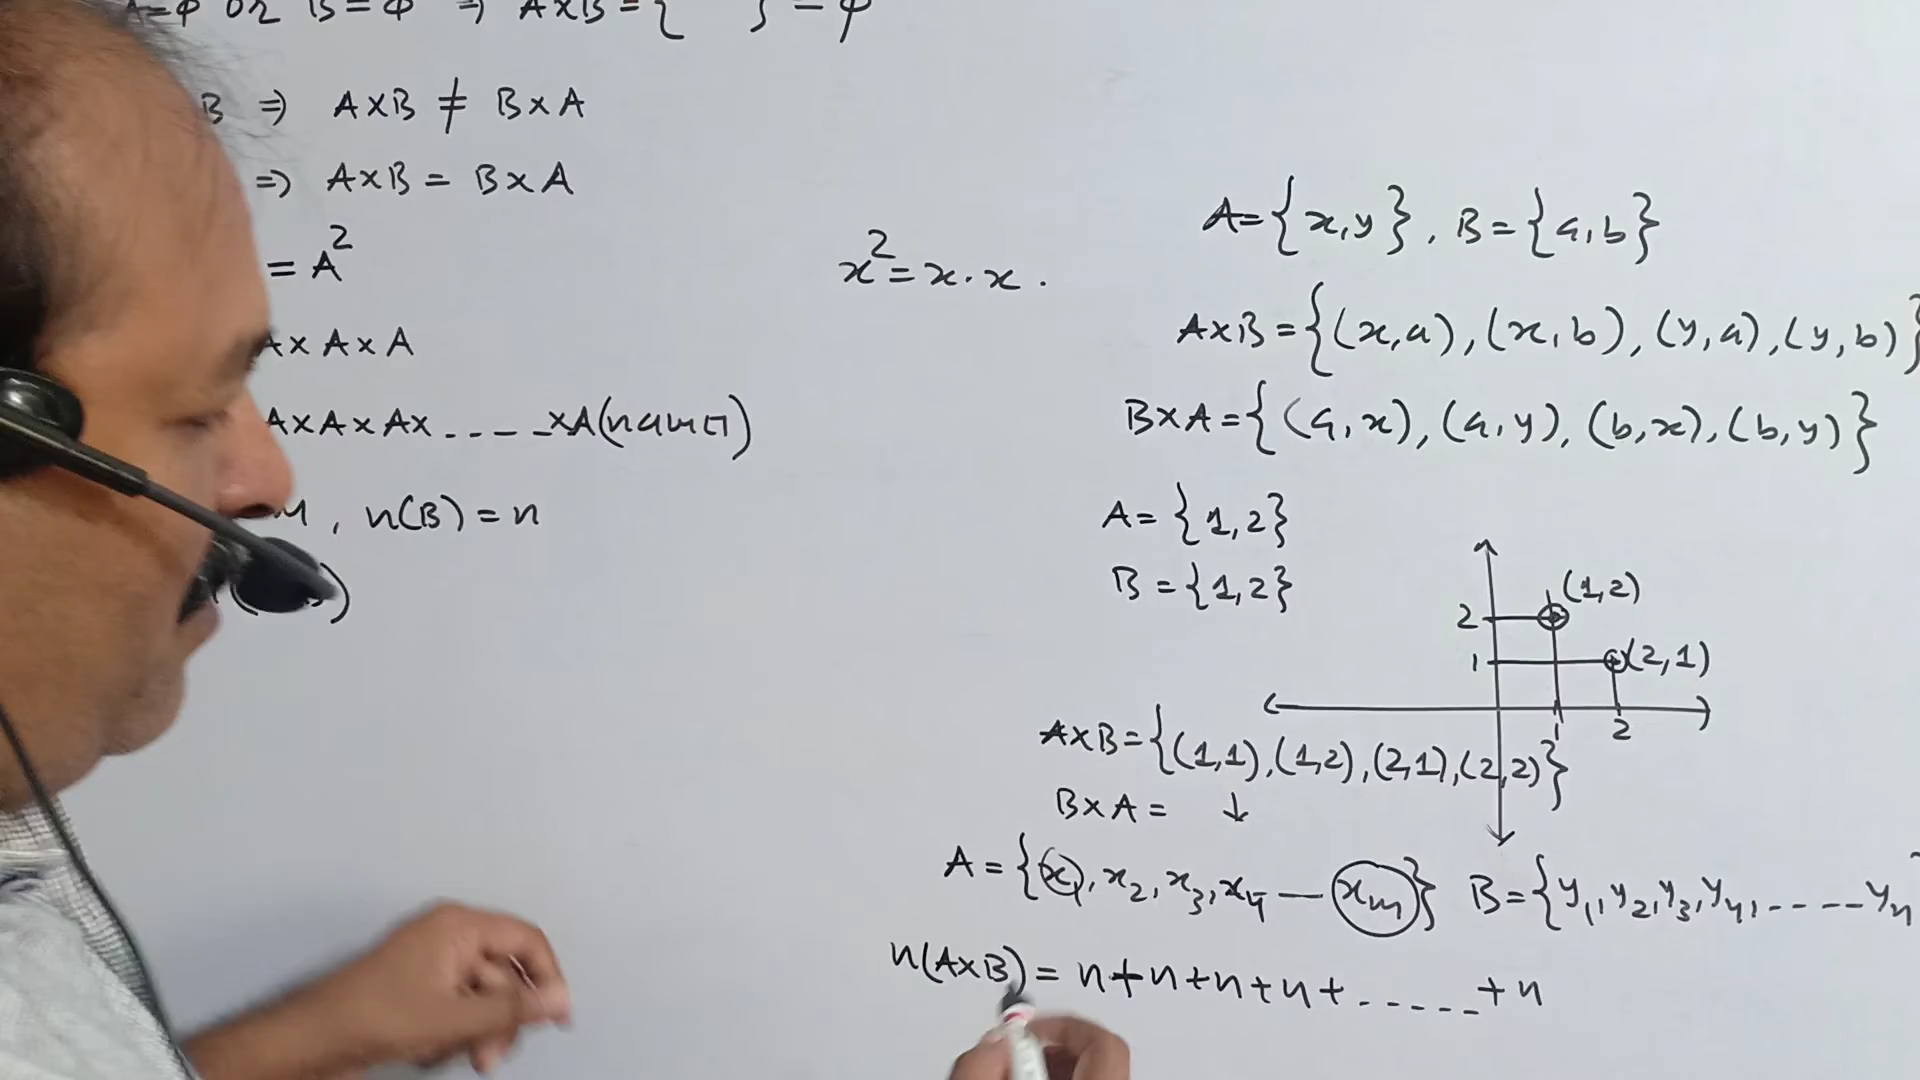 A=ϕ or B=ϕ ⇒ A×B={ }=ϕ
B ⇒ A×B ≠ B×A
⇒ A×B = B×A
= A²
A×A×A
A×A×A×-----×A(
, n(B)=n
x²=x·x.
A={x,y}, B={a,b}
A×B={(x,a),(x,b),(y,a),(y,b)}
B×A={(a,x),(a,y),(b,x),(b,y)}
A={1,2}
B={1,2}
(1,2)
2
1
(2,1)
1
2
A×B={(1,1),(1,2),(2,1),(2,2)}
B×A= ↓
A={x₁,x₂,x₃,x₄—xₘ} B={y₁,y₂,y₃,y₄,-----yₙ
n(A×B)=n+n+n+n+-----+n